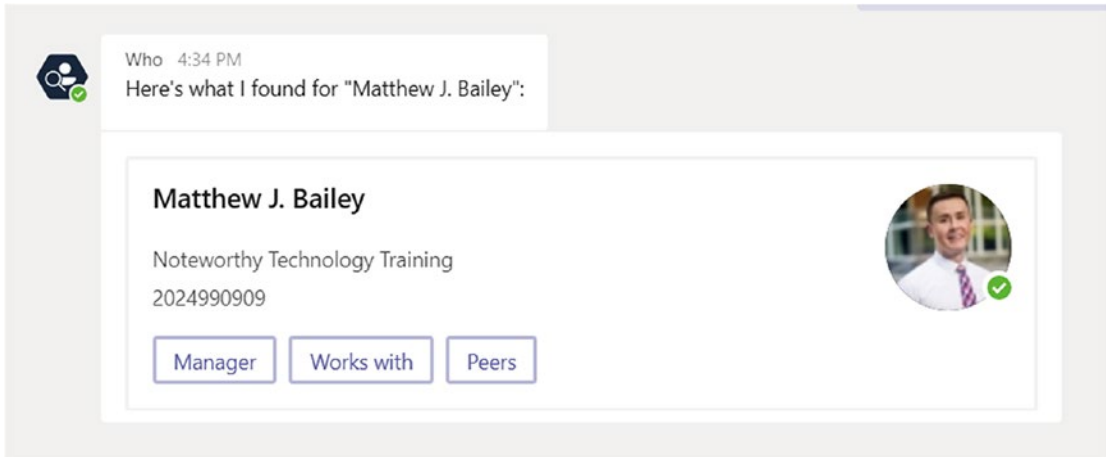 Who 4:34 PM
Here's what I found for "Matthew J. Bailey":
Matthew J. Bailey
Noteworthy Technology Training
2024990909
Manager Works with Peers